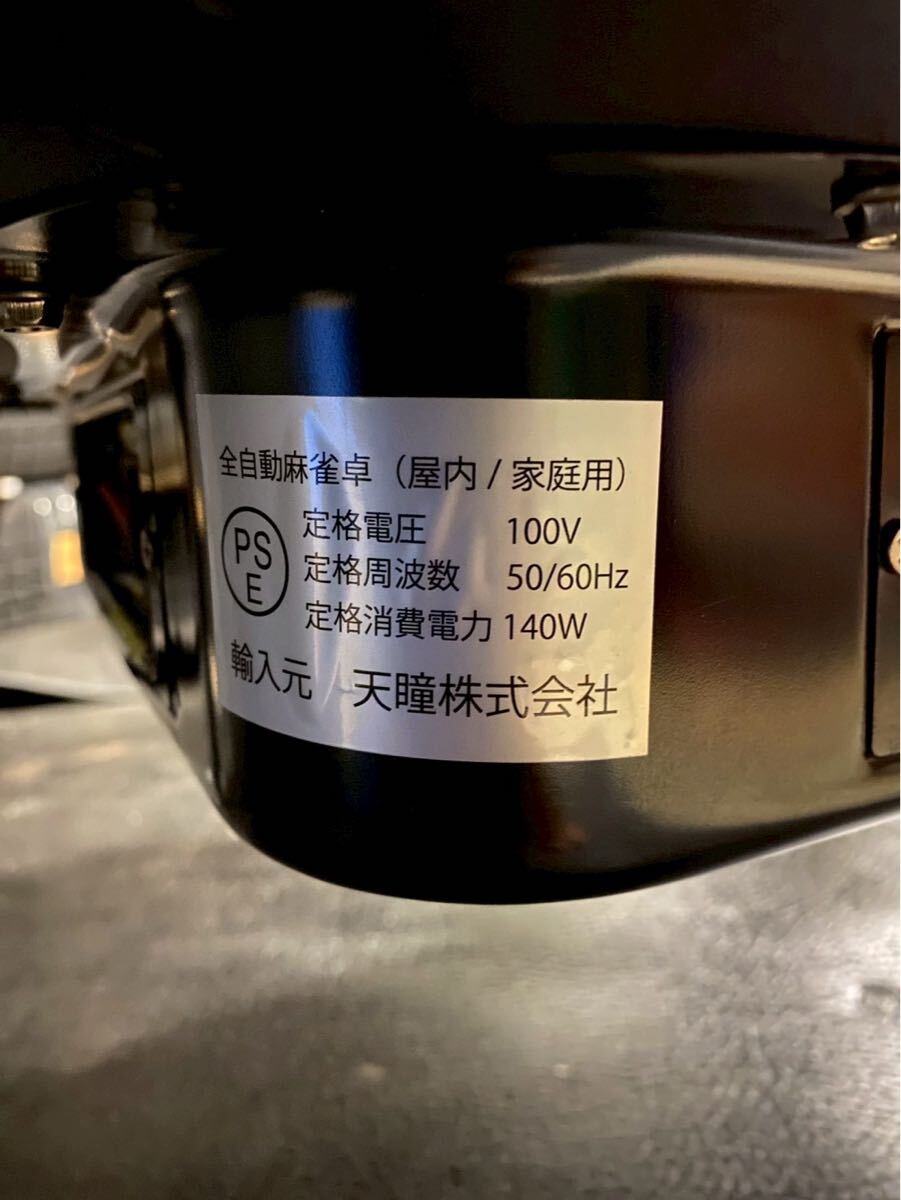 全自動麻雀卓（屋内 / 家庭用）
PS
E
定格電圧 100V
定格周波数 50/60Hz
定格消費電力 140W
輸入元 天瞳株式会社